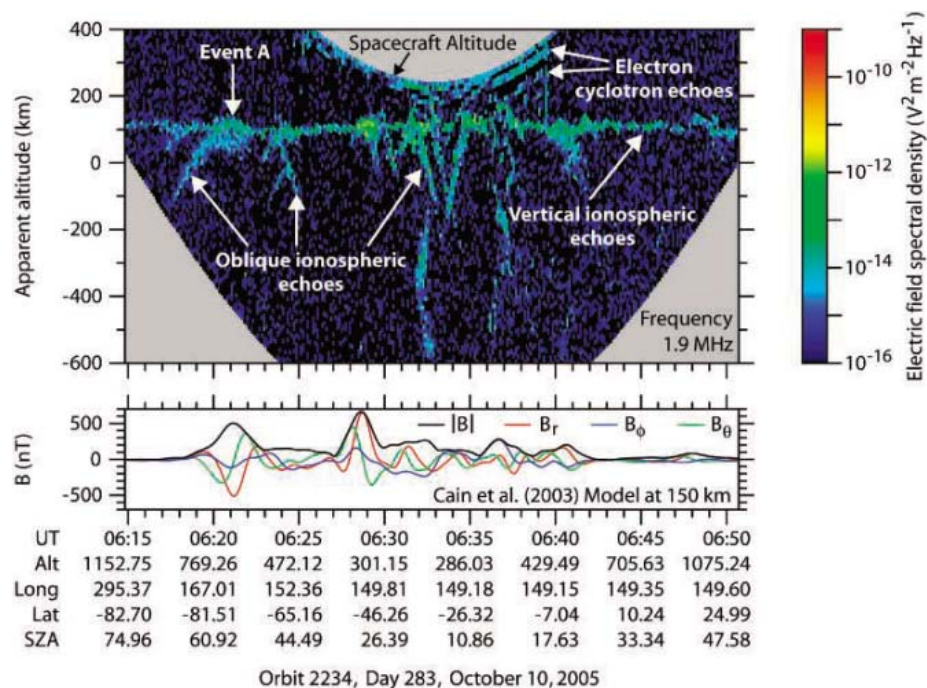 400
200
0
-200
-400
-600
Apparent altitude (km)
Event A
Spacecraft Altitude
Electron
cyclotron echoes
Oblique ionospheric
echoes
Vertical ionospheric
echoes
Frequency
1.9 MHz
10-10
10-12
10-14
10-16
Electric field spectral density (V2m-2Hz-1)
B (nT)
500
0
-500
|B| Br Bϕ Bθ
Cain et al. (2003) Model at 150 km
UT 06:15 06:20 06:25 06:30 06:35 06:40 06:45 06:50
Alt 1152.75 769.26 472.12 301.15 286.03 429.49 705.63 1075.24
Long 295.37 167.01 152.36 149.81 149.18 149.15 149.35 149.60
Lat -82.70 -81.51 -65.16 -46.26 -26.32 -7.04 10.24 24.99
SZA 74.96 60.92 44.49 26.39 10.86 17.63 33.34 47.58
Orbit 2234, Day 283, October 10, 2005